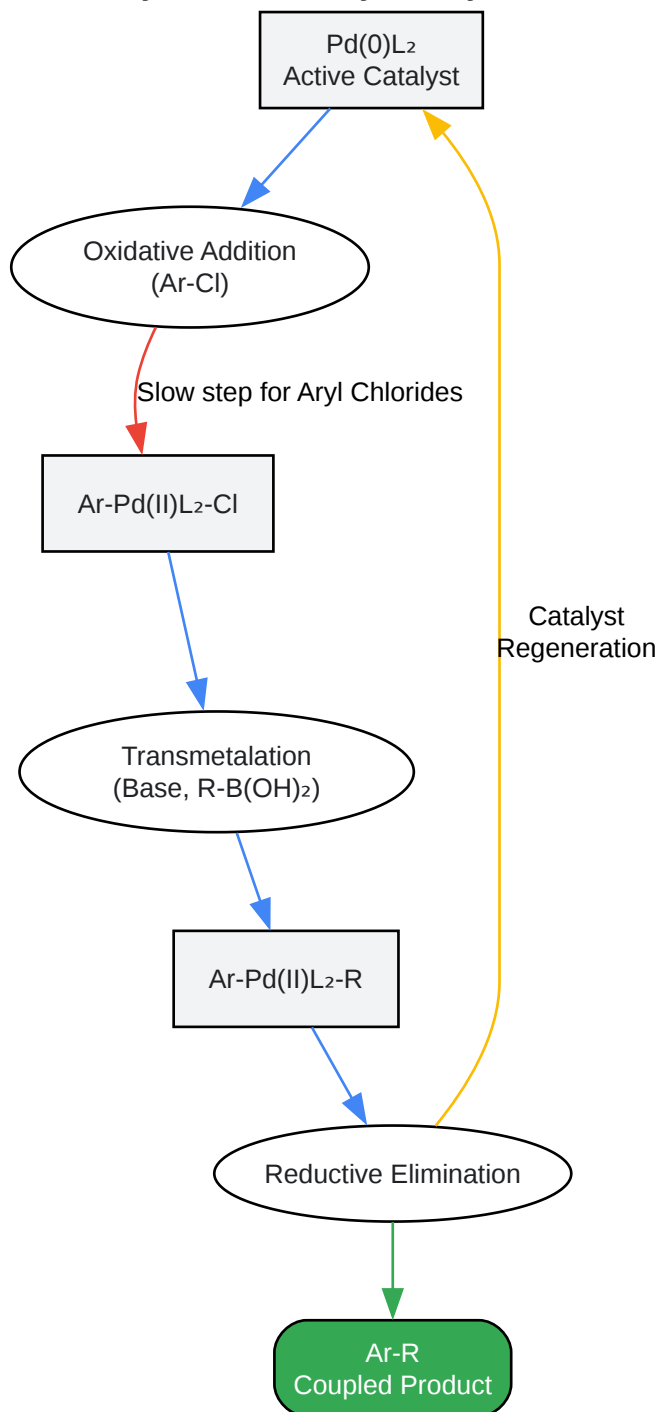 Pd(0)L₂
Active Catalyst
Oxidative Addition
(Ar-Cl)
Slow step for Aryl Chlorides
Ar-Pd(II)L₂-Cl
Catalyst
Regeneration
Transmetalation
(Base, R-B(OH)₂)
Ar-Pd(II)L₂-R
Reductive Elimination
Ar-R
Coupled Product